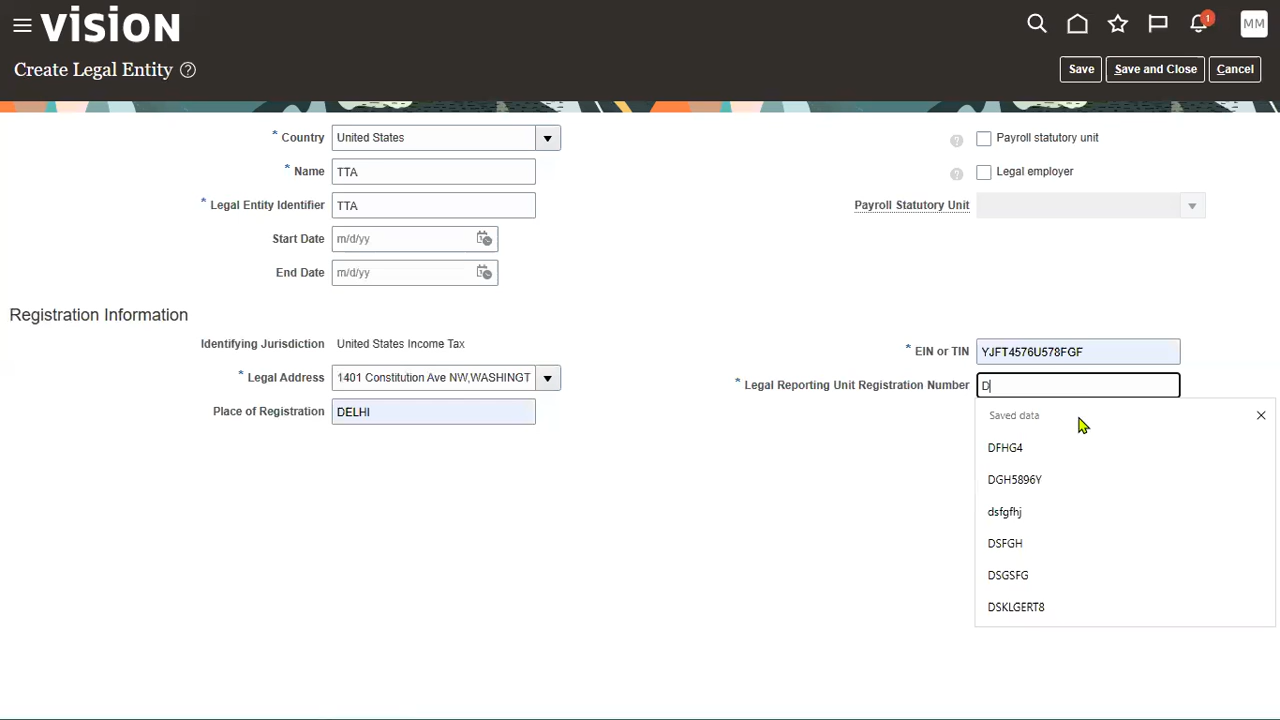 VISION
1
MM
Create Legal Entity ?
Save
Save and Close
Cancel
* Country United States
? Payroll statutory unit
* Name TTA
? Legal employer
* Legal Entity Identifier TTA
Payroll Statutory Unit
Start Date m/d/yy
End Date m/d/yy
Registration Information
Identifying Jurisdiction United States Income Tax
* EIN or TIN YJFT4576U578FGF
* Legal Address 1401 Constitution Ave NW,WASHINGT
* Legal Reporting Unit Registration Number D
Place of Registration DELHI
Saved data
DFHG4
DGH5896Y
dsfgfhj
DSFGH
DSGSFG
DSKLGERT8